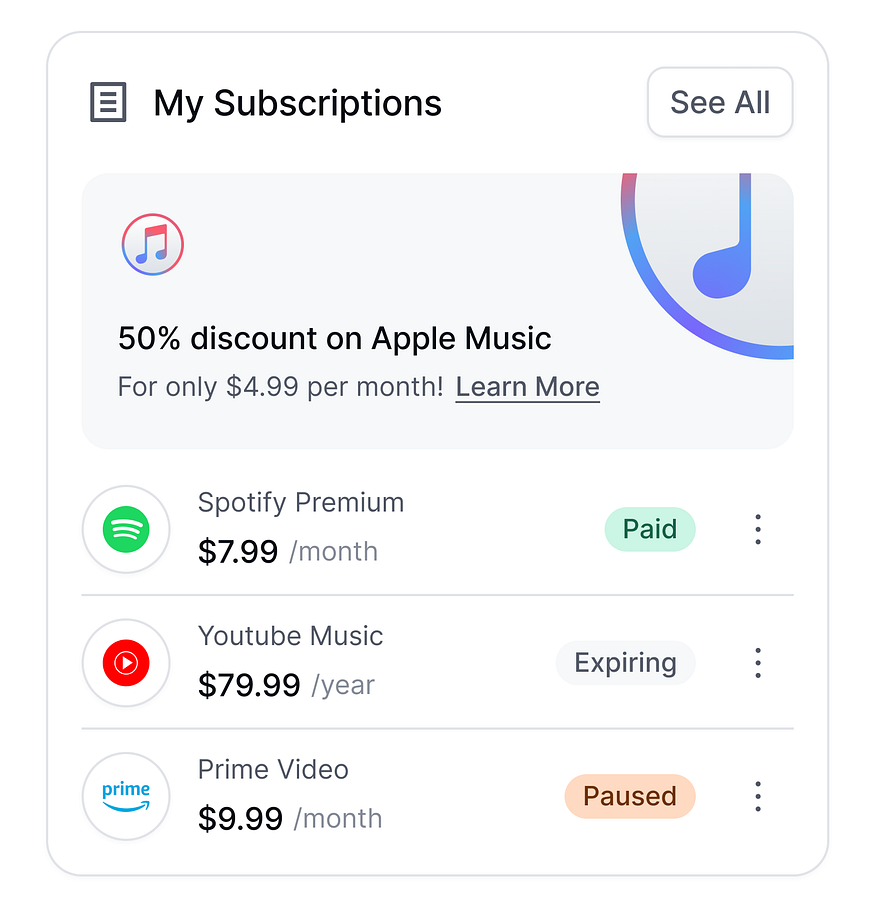 My Subscriptions
See All
50% discount on Apple Music
For only $4.99 per month! Learn More
Spotify Premium
$7.99 /month
Paid
Youtube Music
$79.99 /year
Expiring
prime
Prime Video
$9.99 /month
Paused